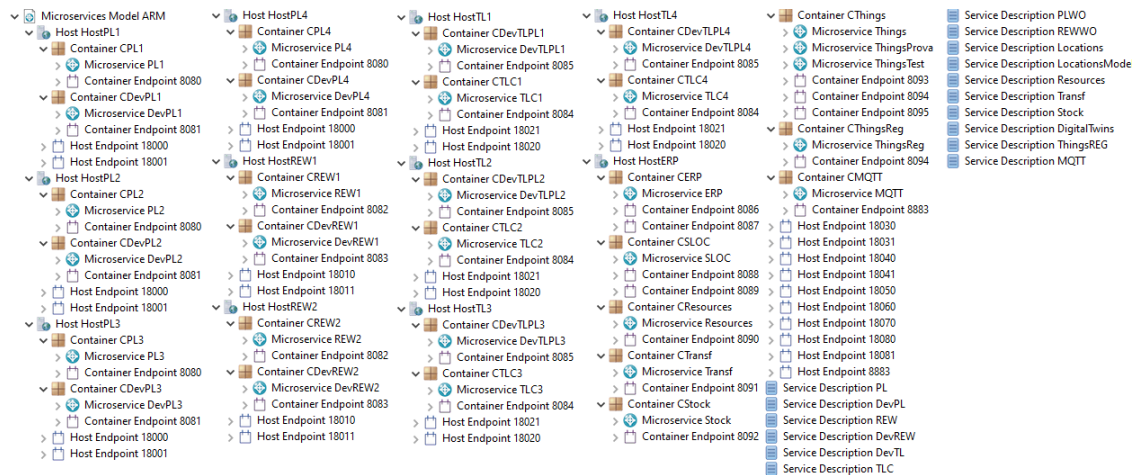 Microservices Model ARM
Host HostPL1
Container CPL1
Microservice PL1
Container Endpoint 8080
Container CDevPL1
Microservice DevPL1
Container Endpoint 8081
Host Endpoint 18000
Host Endpoint 18001
Host HostPL2
Container CPL2
Microservice PL2
Container Endpoint 8080
Container CDevPL2
Microservice DevPL2
Container Endpoint 8081
Host Endpoint 18000
Host Endpoint 18001
Host HostPL3
Container CPL3
Microservice PL3
Container Endpoint 8080
Container CDevPL3
Microservice DevPL3
Container Endpoint 8081
Host Endpoint 18000
Host Endpoint 18001
Host HostPL4
Container CPL4
Microservice PL4
Container Endpoint 8080
Container CDevPL4
Microservice DevPL4
Container Endpoint 8081
Host Endpoint 18000
Host Endpoint 18001
Host HostREW1
Container CREW1
Microservice REW1
Container Endpoint 8082
Container CDevREW1
Microservice DevREW1
Container Endpoint 8083
Host Endpoint 18010
Host Endpoint 18011
Host HostREW2
Container CREW2
Microservice REW2
Container Endpoint 8082
Container CDevREW2
Microservice DevREW2
Container Endpoint 8083
Host Endpoint 18010
Host Endpoint 18011
Host HostTL1
Container CDevTLPL1
Microservice DevTLPL1
Container Endpoint 8085
Container CTLC1
Microservice TLC1
Container Endpoint 8084
Host Endpoint 18021
Host Endpoint 18020
Host HostTL2
Container CDevTLPL2
Microservice DevTLPL2
Container Endpoint 8085
Container CTLC2
Microservice TLC2
Container Endpoint 8084
Host Endpoint 18021
Host Endpoint 18020
Host HostTL3
Container CDevTLPL3
Microservice DevTLPL3
Container Endpoint 8085
Container CTLC3
Microservice TLC3
Container Endpoint 8084
Host Endpoint 18021
Host Endpoint 18020
Host HostTL4
Container CDevTLPL4
Microservice DevTLPL4
Container Endpoint 8085
Container CTLC4
Microservice TLC4
Container Endpoint 8084
Host Endpoint 18021
Host Endpoint 18020
Host HostERP
Container CERP
Microservice ERP
Container Endpoint 8086
Container Endpoint 8087
Container CSLOC
Microservice SLOC
Container Endpoint 8088
Container Endpoint 8089
Container CResources
Microservice Resources
Container Endpoint 8090
Container CTransf
Microservice Transf
Container Endpoint 8091
Container CStock
Microservice Stock
Container Endpoint 8092
Container CThings
Microservice Things
Microservice ThingsProva
Microservice ThingsTest
Container Endpoint 8093
Container Endpoint 8094
Container Endpoint 8095
Container CThingsReg
Microservice ThingsReg
Container Endpoint 8094
Container CMQTT
Microservice MQTT
Container Endpoint 8883
Host Endpoint 18030
Host Endpoint 18031
Host Endpoint 18040
Host Endpoint 18041
Host Endpoint 18050
Host Endpoint 18060
Host Endpoint 18070
Host Endpoint 18080
Host Endpoint 18081
Host Endpoint 8883
Service Description PL
Service Description DevPL
Service Description REW
Service Description DevREW
Service Description DevTL
Service Description TLC
Service Description PLWO
Service Description REWWO
Service Description Locations
Service Description LocationsMode
Service Description Resources
Service Description Transf
Service Description Stock
Service Description DigitalTwins
Service Description ThingsREG
Service Description MQTT